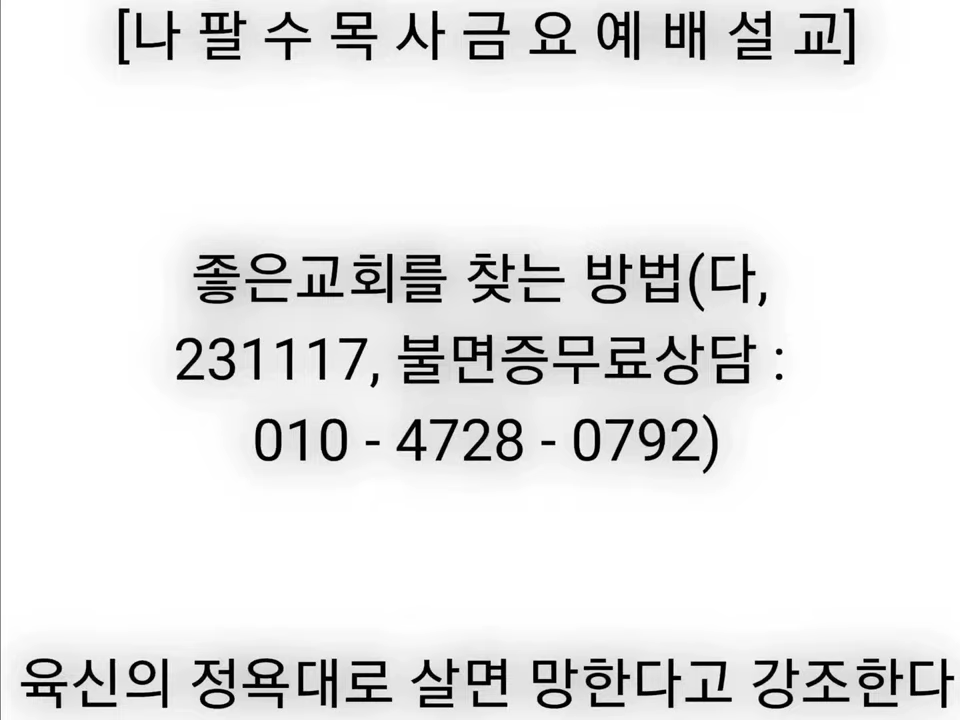 [나 팔 수 목 사 금 요 예 배 설 교]
좋은교회를 찾는 방법(다,
231117, 불면증무료상담 :
010 - 4728 - 0792)
육신의 정욕대로 살면 망한다고 강조한다